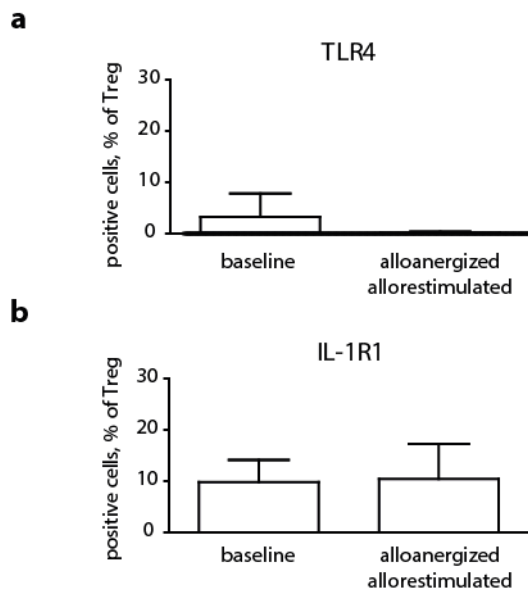 a
TLR4
positive cells, % of Treg
30
20
10
0
baseline
alloanergized
allorestimulated
b
IL-1R1
positive cells, % of Treg
30
20
10
0
baseline
alloanergized
allorestimulated